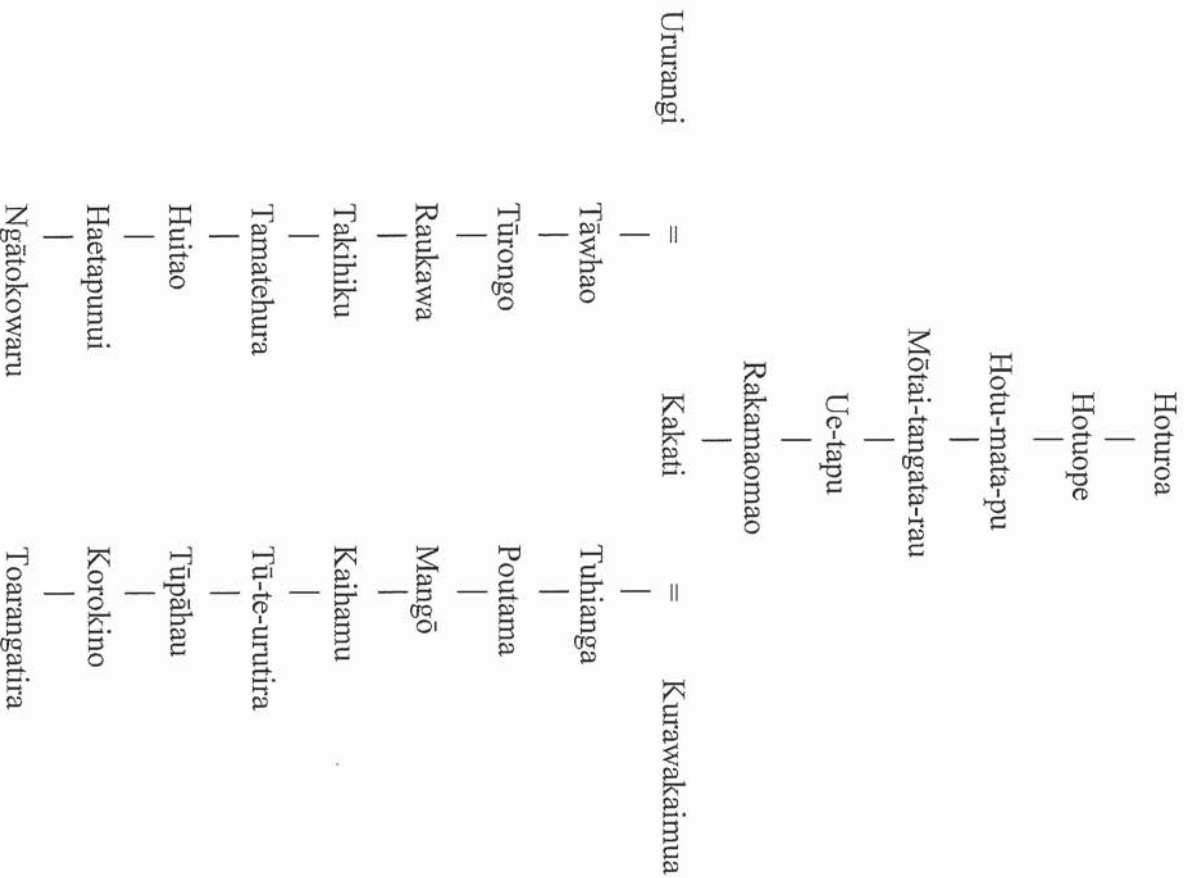 Hoturoa
|
Hotuope
|
Hotu-mata-pu
|
Mōtai-tangata-rau
|
Ue-tapu
|
Rakamaomao
|
Ururangi = Kakati = Kurawakaimua
| |
Tāwhao Tuhianga
| |
Tūrongo Poutama
| |
Raukawa Mangō
| |
Takihiku Kaihamu
| |
Tamatehura Tū-te-urutira
| |
Huitao Tūpāhau
| |
Haetapunui Korokino
| |
Ngātokowaru Toarangatira